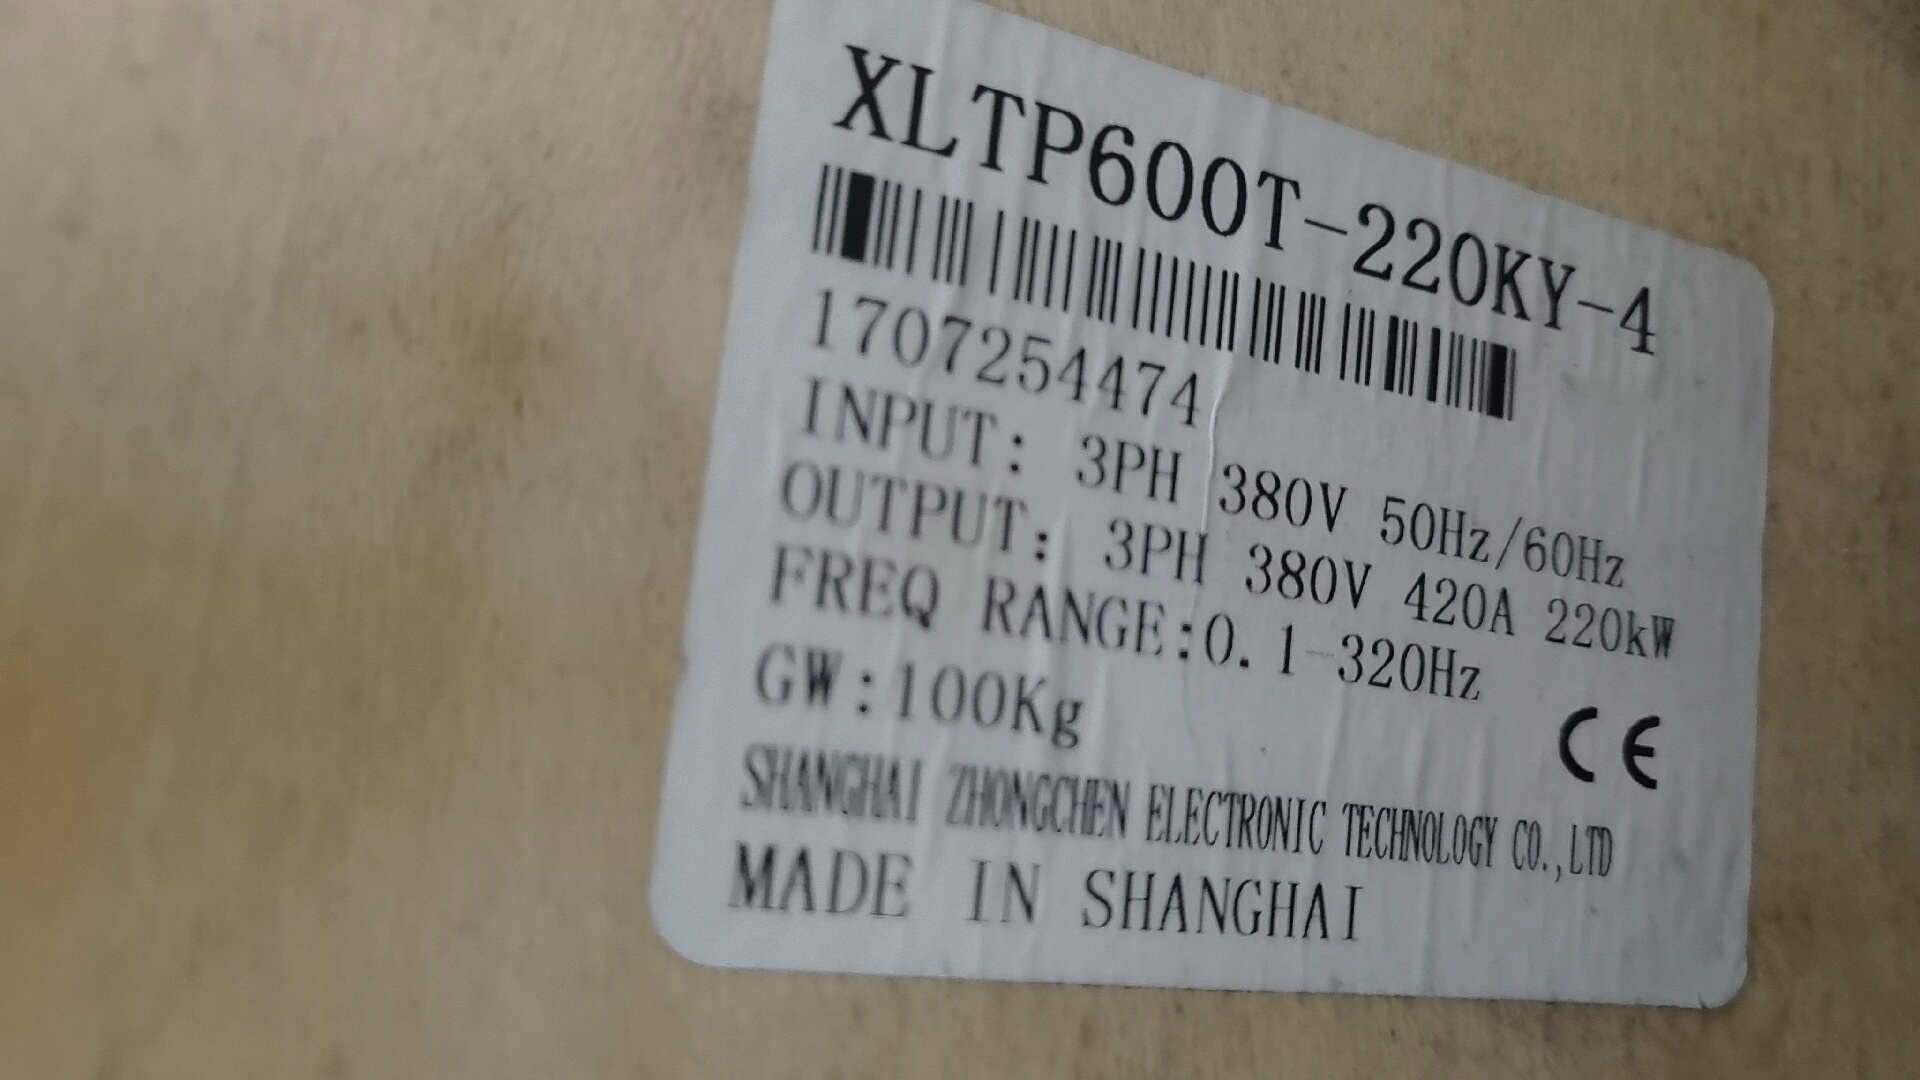 XLTP600T-220KY-4
1707254474
INPUT: 3PH 380V 50Hz/60Hz
OUTPUT: 3PH 380V 420A 220kW
FREQ RANGE:0.1-320Hz
GW:100Kg
CE
SHANGHAI ZHONGCHEN ELECTRONIC TECHNOLOGY CO.,LTD
MADE IN SHANGHAI